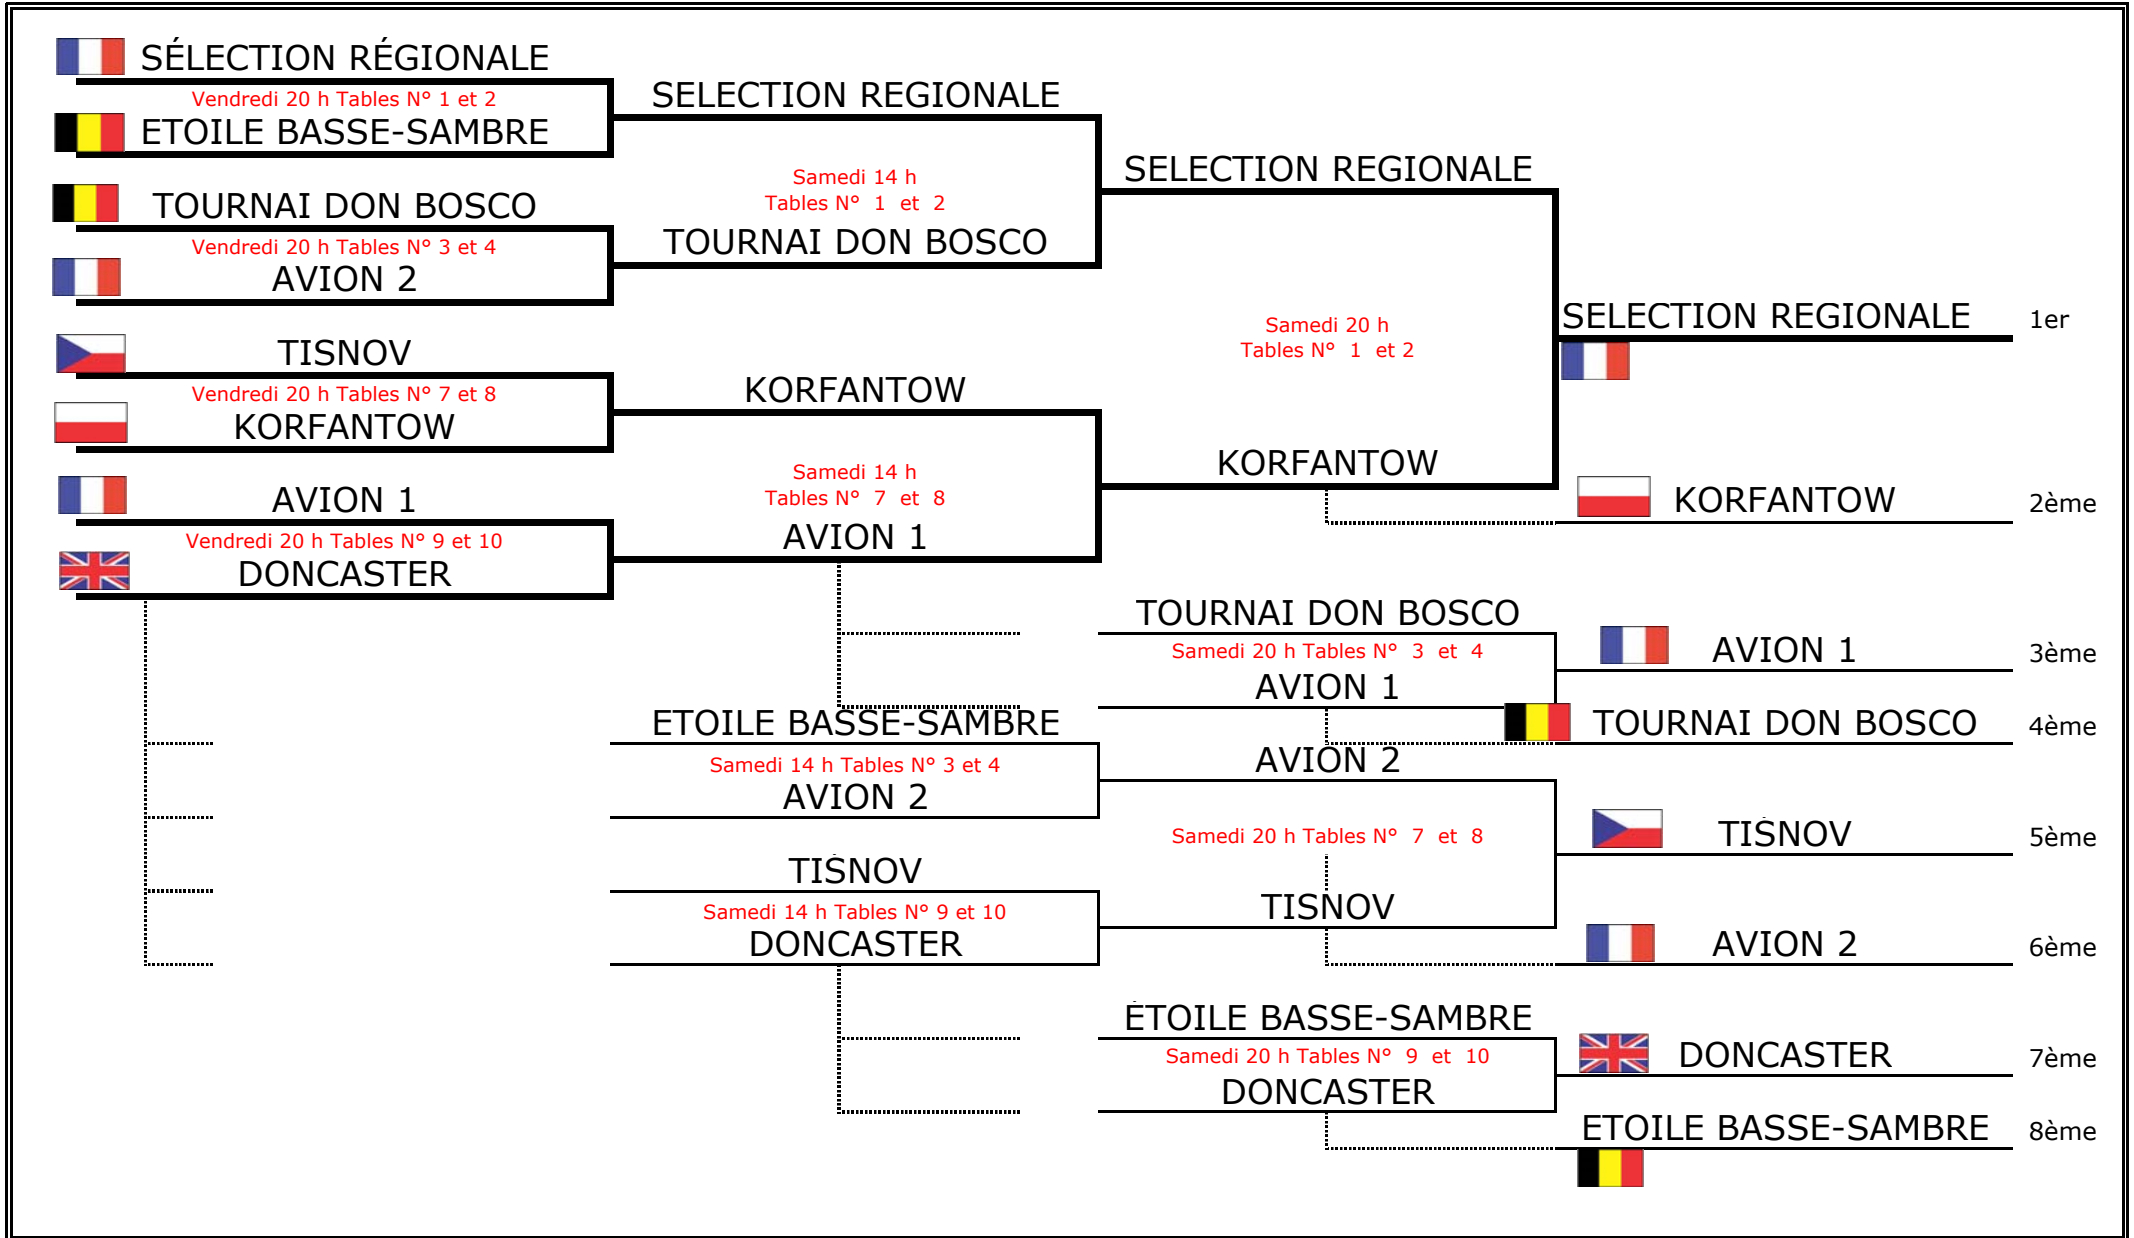 SÉLECTION RÉGIONALE
Vendredi 20 h Tables N° 1 et 2
ETOILE BASSE-SAMBRE
TOURNAI DON BOSCO
Vendredi 20 h Tables N° 3 et 4
AVION 2
TISNOV
Vendredi 20 h Tables N° 7 et 8
KORFANTOW
AVION 1
Vendredi 20 h Tables N° 9 et 10
DONCASTER
SELECTION REGIONALE
Samedi 14 h
Tables N° 1 et 2
TOURNAI DON BOSCO
KORFANTOW
Samedi 14 h
Tables N° 7 et 8
AVION 1
ETOILE BASSE-SAMBRE
Samedi 14 h Tables N° 3 et 4
AVION 2
TIŠNOV
Samedi 14 h Tables N° 9 et 10
DONCASTER
SELECTION REGIONALE
Samedi 20 h
Tables N° 1 et 2
KORFANTOW
TOURNAI DON BOSCO
Samedi 20 h Tables N° 3 et 4
AVION 1
AVION 2
Samedi 20 h Tables N° 7 et 8
TISNOV
ÉTOILE BASSE-SAMBRE
Samedi 20 h Tables N° 9 et 10
DONCASTER
SELECTION REGIONALE 1er
KORFANTOW 2ème
AVION 1 3ème
TOURNAI DON BOSCO 4ème
TIŠNOV 5ème
AVION 2 6ème
DONCASTER 7ème
ETOILE BASSE-SAMBRE 8ème